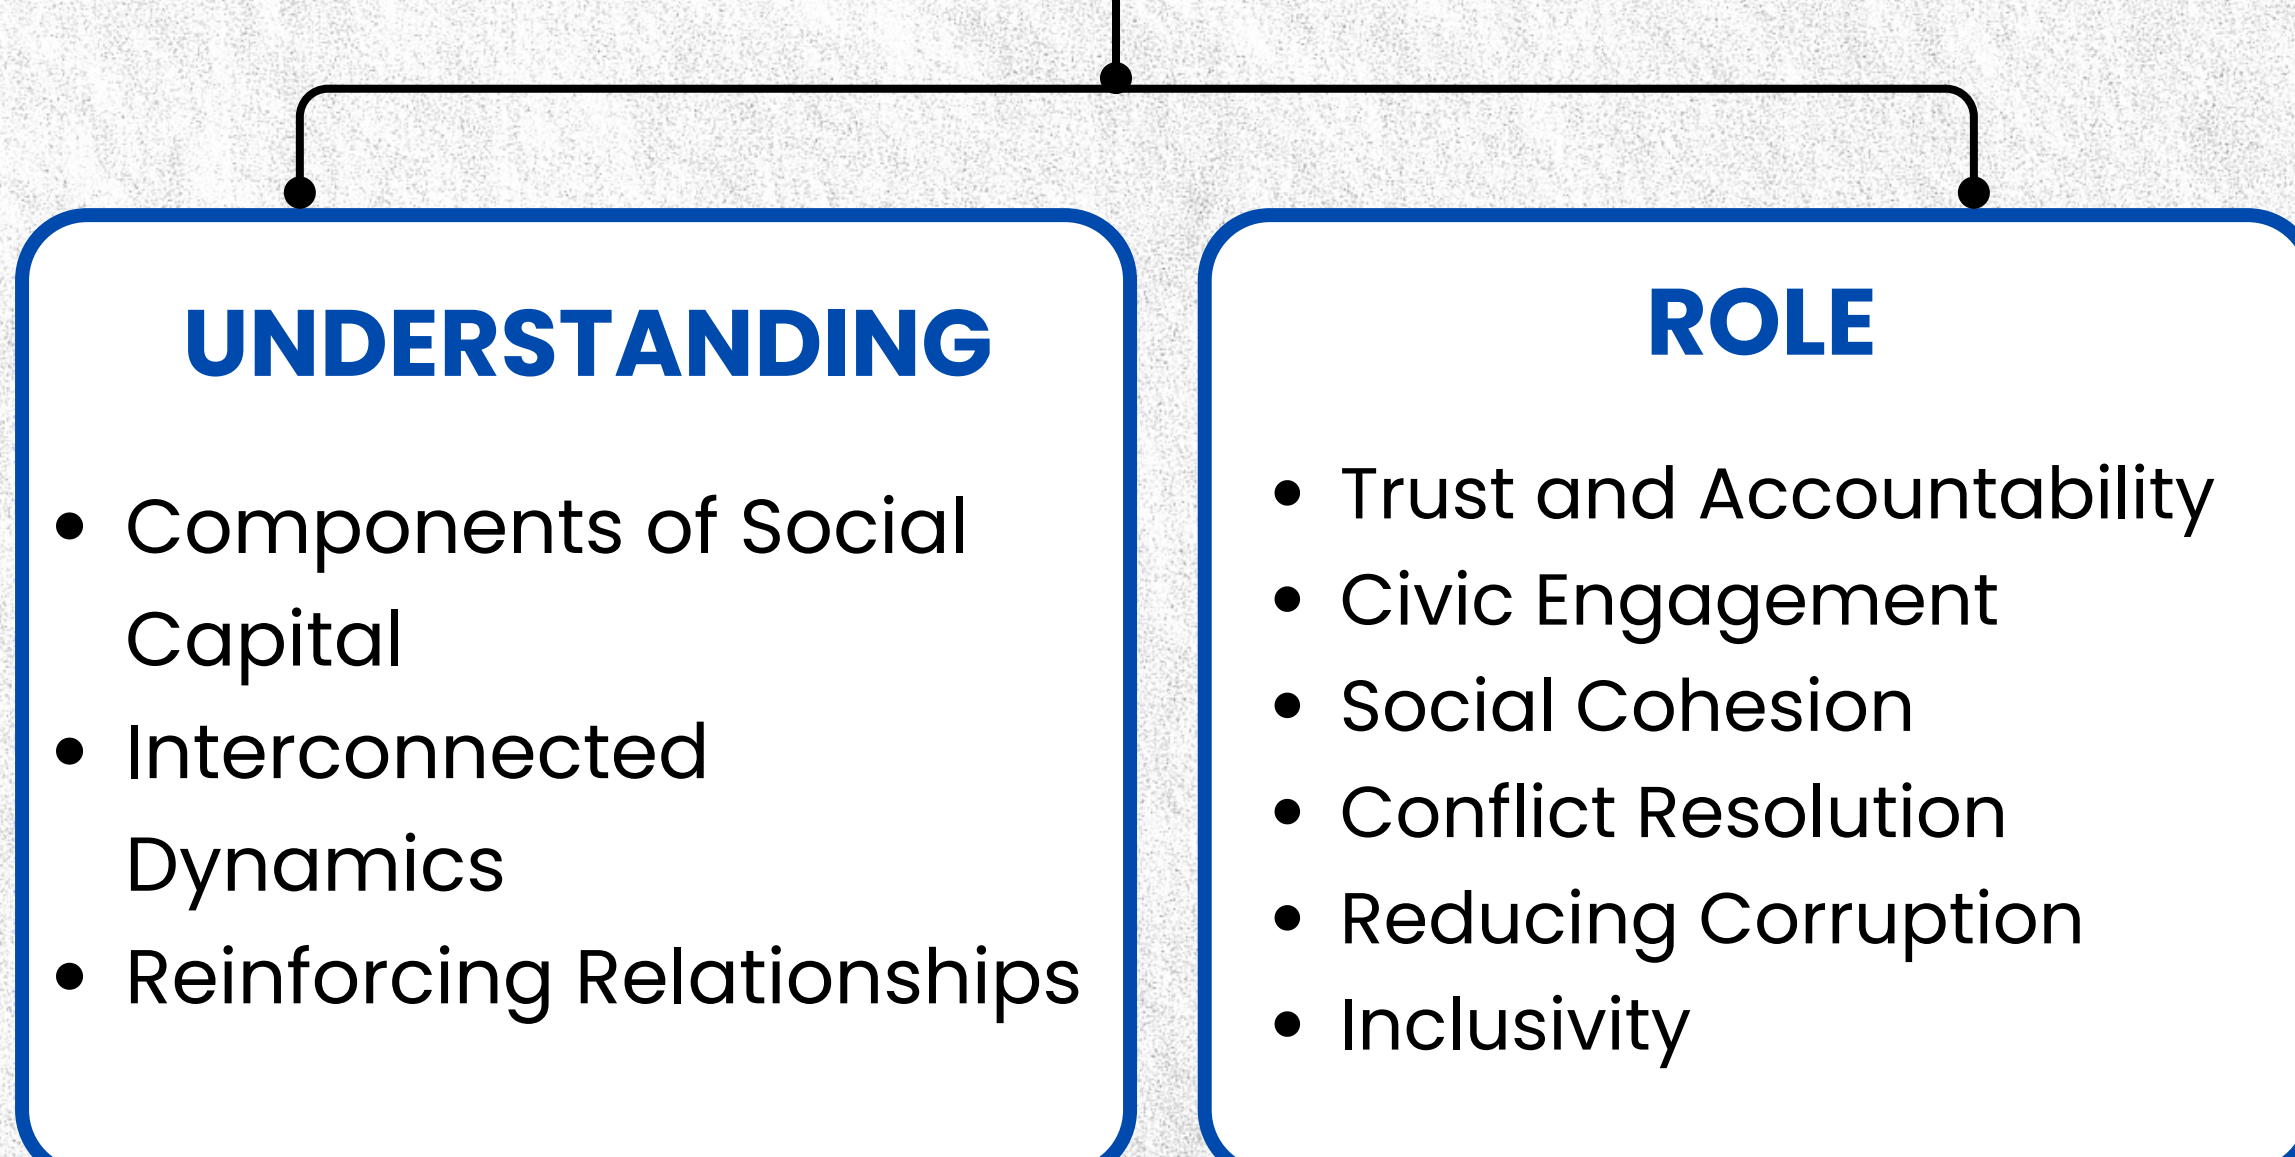 UNDERSTANDING
• Components of Social
Capital
• Interconnected
Dynamics
• Reinforcing Relationships
ROLE
• Trust and Accountability
• Civic Engagement
• Social Cohesion
• Conflict Resolution
• Reducing Corruption
• Inclusivity